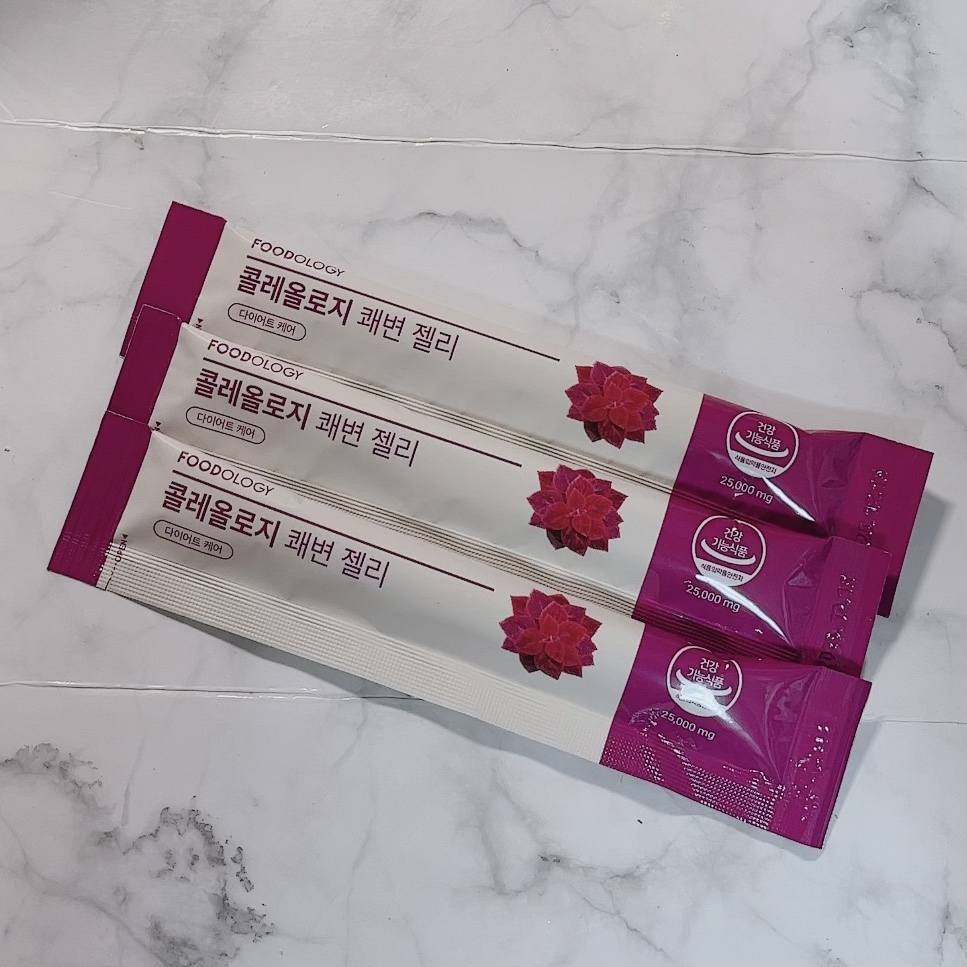 FOODOLOGY
콜레올로지 쾌변 젤리
다이어트 케어
건강
기능식품
식품의약품안전처
25,000 mg
FOODOLOGY
콜레올로지 쾌변 젤리
다이어트 케어
건강
기능식품
식품의약품안전처
25,000 mg
FOODOLOGY
콜레올로지 쾌변 젤리
다이어트 케어
OPEN
건강
기능식품
25,000 mg